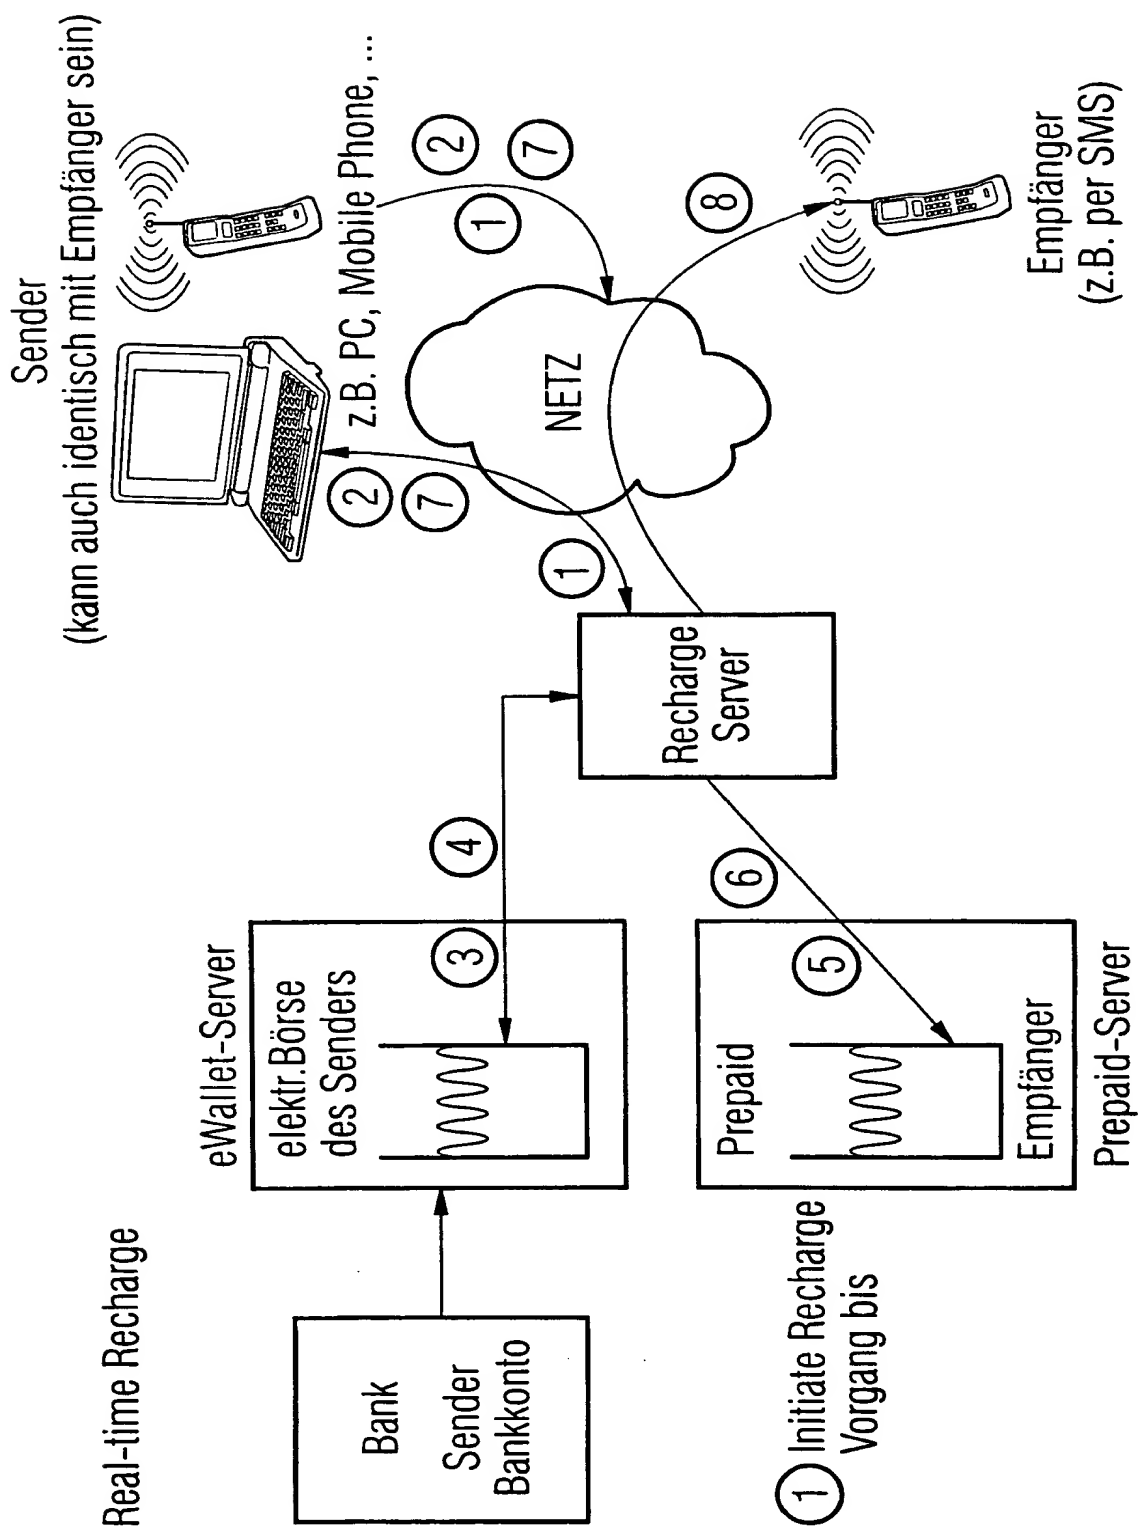 Real-time Recharge
Sender
(kann auch identisch mit Empfänger sein)
z.B. PC, Mobile Phone, ...
2
7
1
2
7
1
NETZ
8
Empfänger
(z.B. per SMS)
Recharge
Server
4
3
6
5
eWallet-Server
elektr.Börse
des Senders
Bank
Sender
Bankkonto
Prepaid
Empfänger
Prepaid-Server
1 Initiate Recharge
Vorgang bis